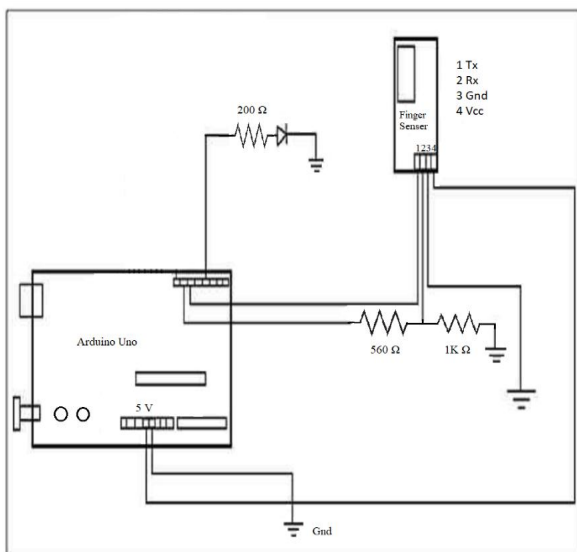 1 Tx
2 Rx
3 Gnd
4 Vcc
200 Ω
Finger
Senser
1234
Arduino Uno
560 Ω
1K Ω
5 V
Gnd